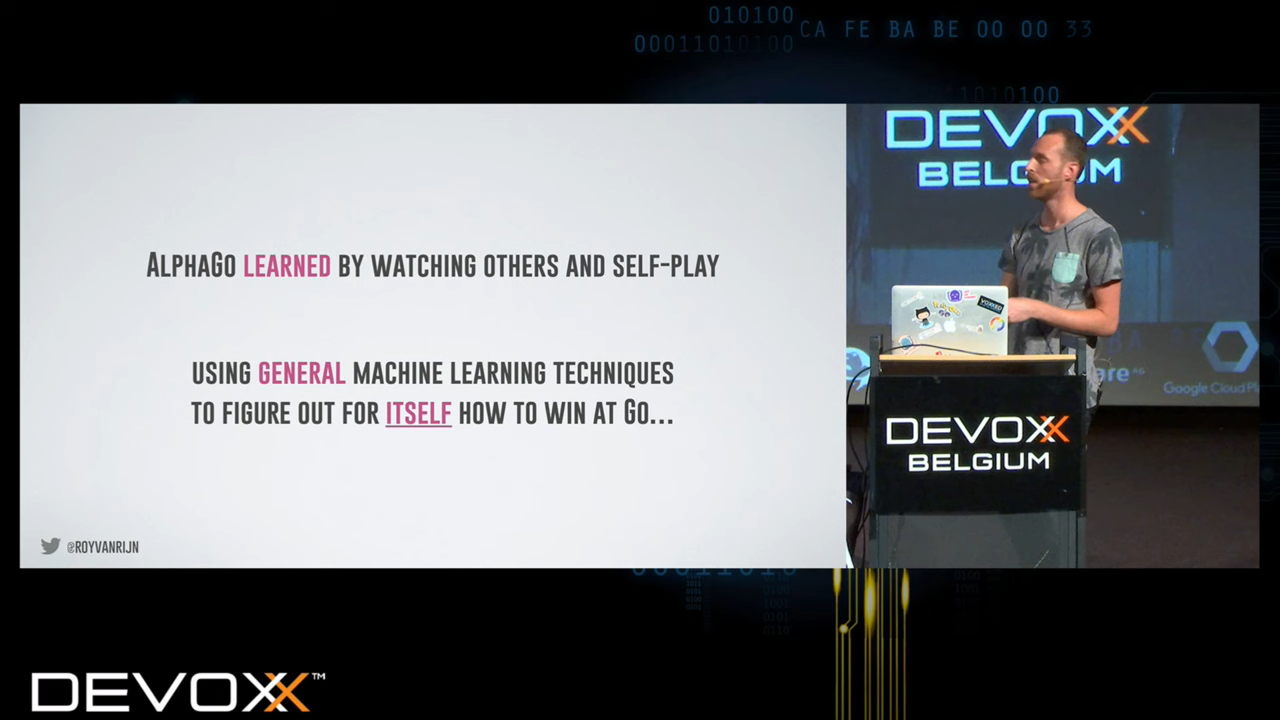 010100
00011010100
CA FE BA BE 00 00 33
1010100
DEVOXX
BELGIUM
ALPHAGO LEARNED BY WATCHING OTHERS AND SELF-PLAY
USING GENERAL MACHINE LEARNING TECHNIQUES
TO FIGURE OUT FOR ITSELF HOW TO WIN AT GO...
@ROYVANRIJN
Google Cloud Pl
DEVOXX
BELGIUM
00011010
DEVOXX™